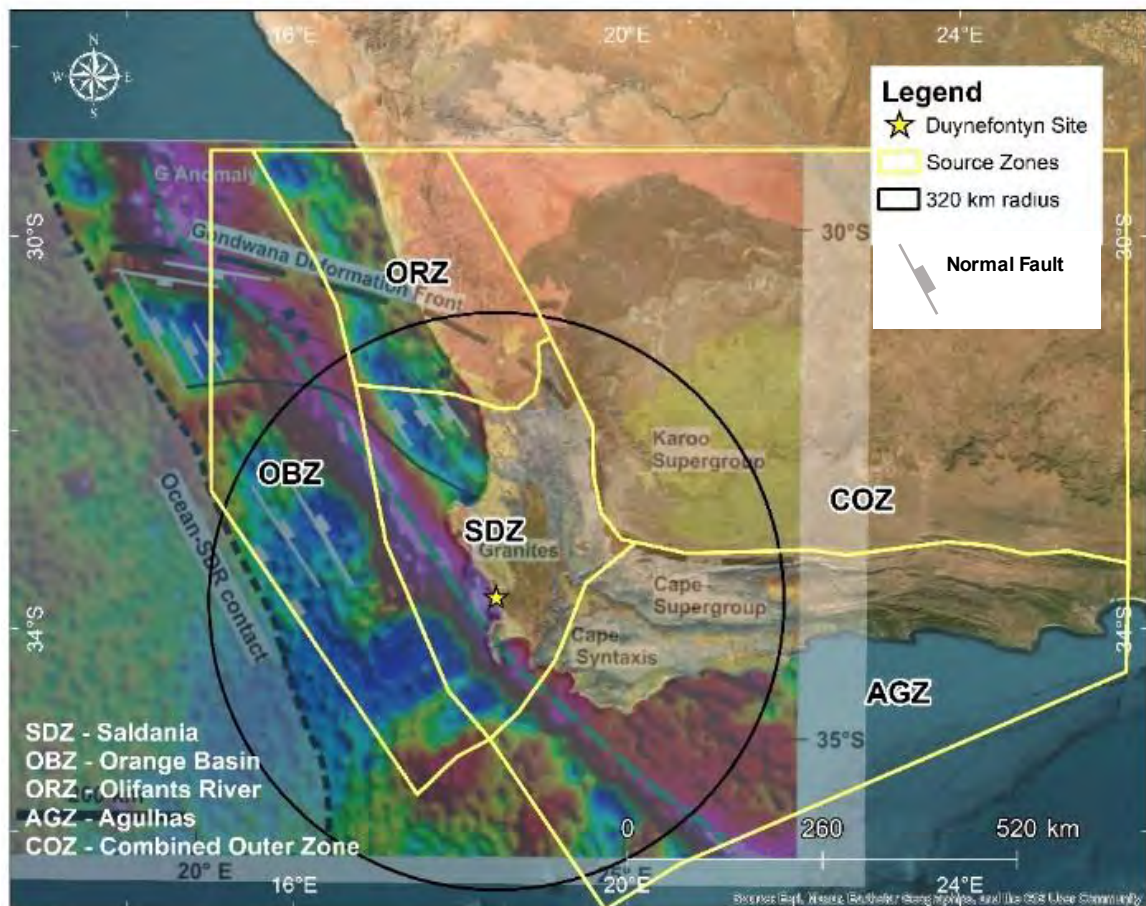 N
W E
S
16°E
20°E
24°E
Legend
Duynefontyn Site
Source Zones
320 km radius
Normal Fault
G Anomaly
30°S
30°S
30°S
Gondwana Deformation Front
ORZ
Karoo
Supergroup
OBZ
COZ
SDZ
Granites
Ocean-SDR contact
Cape
Supergroup
34°S
34°S
Cape
Syntaxis
AGZ
35°S
SDZ - Saldania
OBZ - Orange Basin
ORZ - Olifants River
AGZ - Agulhas
COZ - Combined Outer Zone
0 260 520 km
20° E
25° E
16°E
20°E
24°E